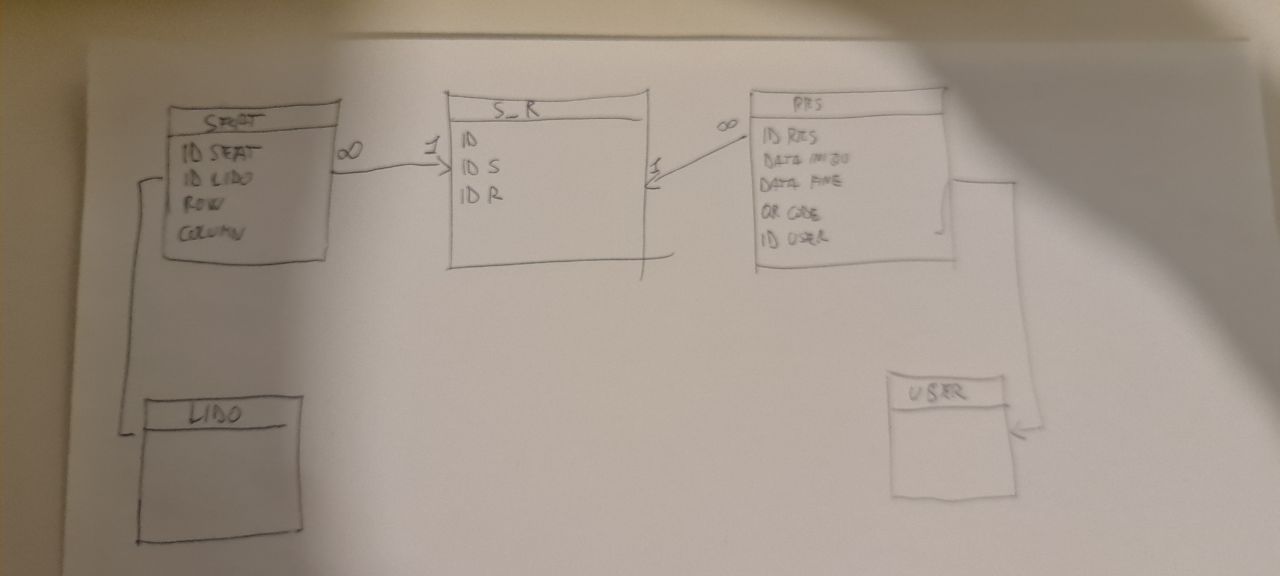 SEAT
ID SEAT
ID LIDO
ROW
COLUMN
∞
1
S_R
ID
ID S
ID R
∞
1
RES
ID RES
DATA INIZIO
DATA FINE
QR CODE
ID USER
LIDO
USER